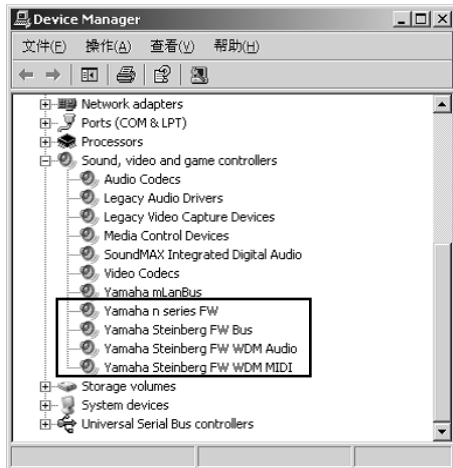 Device Manager
文件(F) 操作(A) 查看(V) 帮助(H)
Network adapters
Ports (COM & LPT)
Processors
Sound, video and game controllers
Audio Codecs
Legacy Audio Drivers
Legacy Video Capture Devices
Media Control Devices
SoundMAX Integrated Digital Audio
Video Codecs
Yamaha mLanBus
Yamaha n series FW
Yamaha Steinberg FW Bus
Yamaha Steinberg FW WDM Audio
Yamaha Steinberg FW WDM MIDI
Storage volumes
System devices
Universal Serial Bus controllers